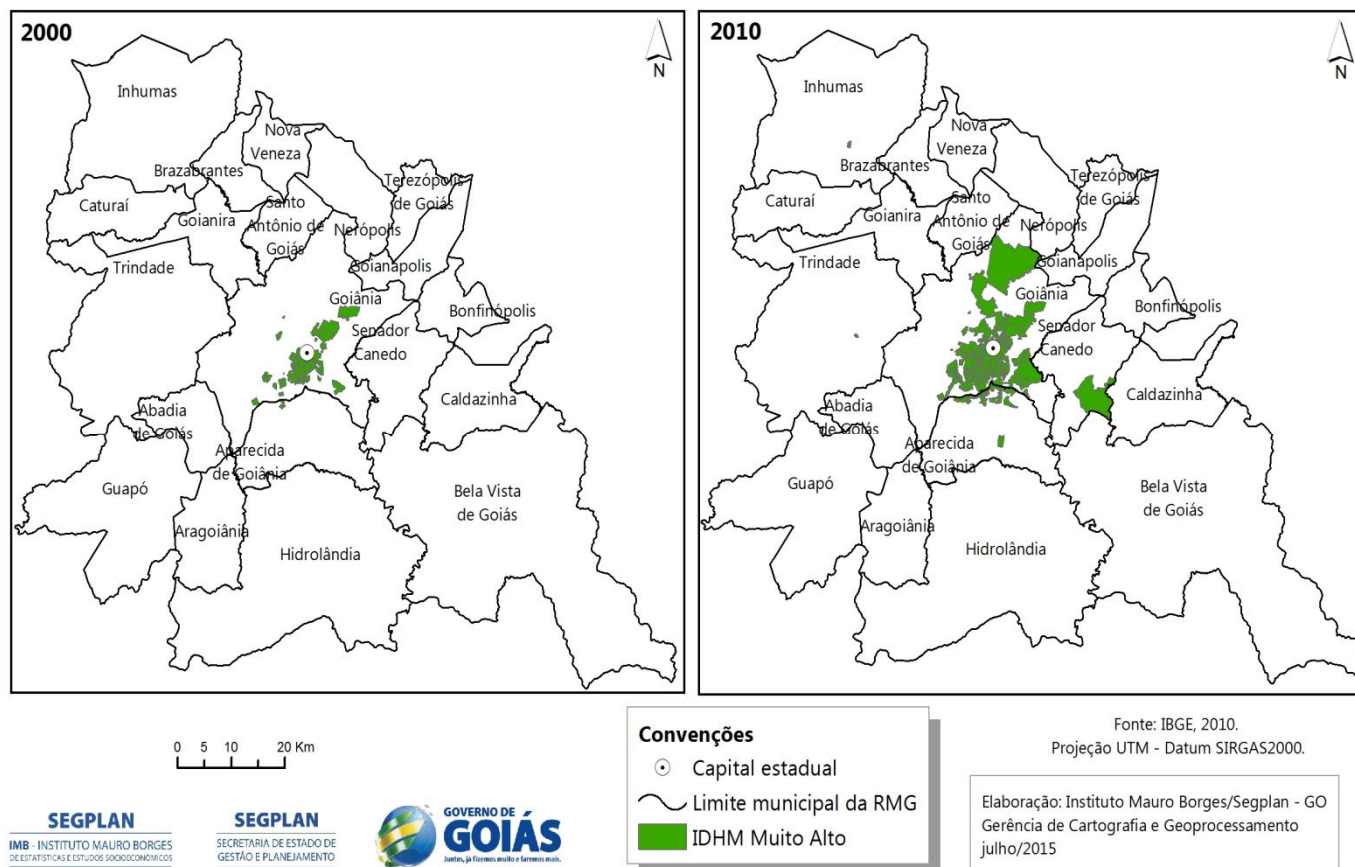 2000
N
Inhumas
Nova
Veneza
Brazabrantes
Terezópolis
de Goiás
Caturaí
Goianira
Santo
Antônio de
Goiás
Nerópolis
Trindade
Goianápolis
Goiânia
Bonfinópolis
Senador
Canedo
Caldazinha
Abadia
de Goiás
Aparecida
de Goiânia
Guapó
Bela Vista
de Goiás
Aragoiânia
Hidrolândia
2010
N
Inhumas
Nova
Veneza
Brazabrantes
Terezópolis
de Goiás
Caturaí
Goianira
Santo
Antônio de
Goiás
Nerópolis
Trindade
Goianápolis
Goiânia
Bonfinópolis
Senador
Canedo
Caldazinha
Abadia
de Goiás
Aparecida
de Goiânia
Guapó
Bela Vista
de Goiás
Aragoiânia
Hidrolândia
0 5 10 20 Km
SEGPLAN
IMB - INSTITUTO MAURO BORGES
DE ESTATÍSTICAS E ESTUDOS SOCIOECONÔMICOS
SEGPLAN
SECRETARIA DE ESTADO DE
GESTÃO E PLANEJAMENTO
GOVERNO DE
GOIÁS
Juntos, já fizemos muito e faremos mais.
Convenções
Capital estadual
Limite municipal da RMG
IDHM Muito Alto
Fonte: IBGE, 2010.
Projeção UTM - Datum SIRGAS2000.
Elaboração: Instituto Mauro Borges/Segplan - GO
Gerência de Cartografia e Geoprocessamento
julho/2015